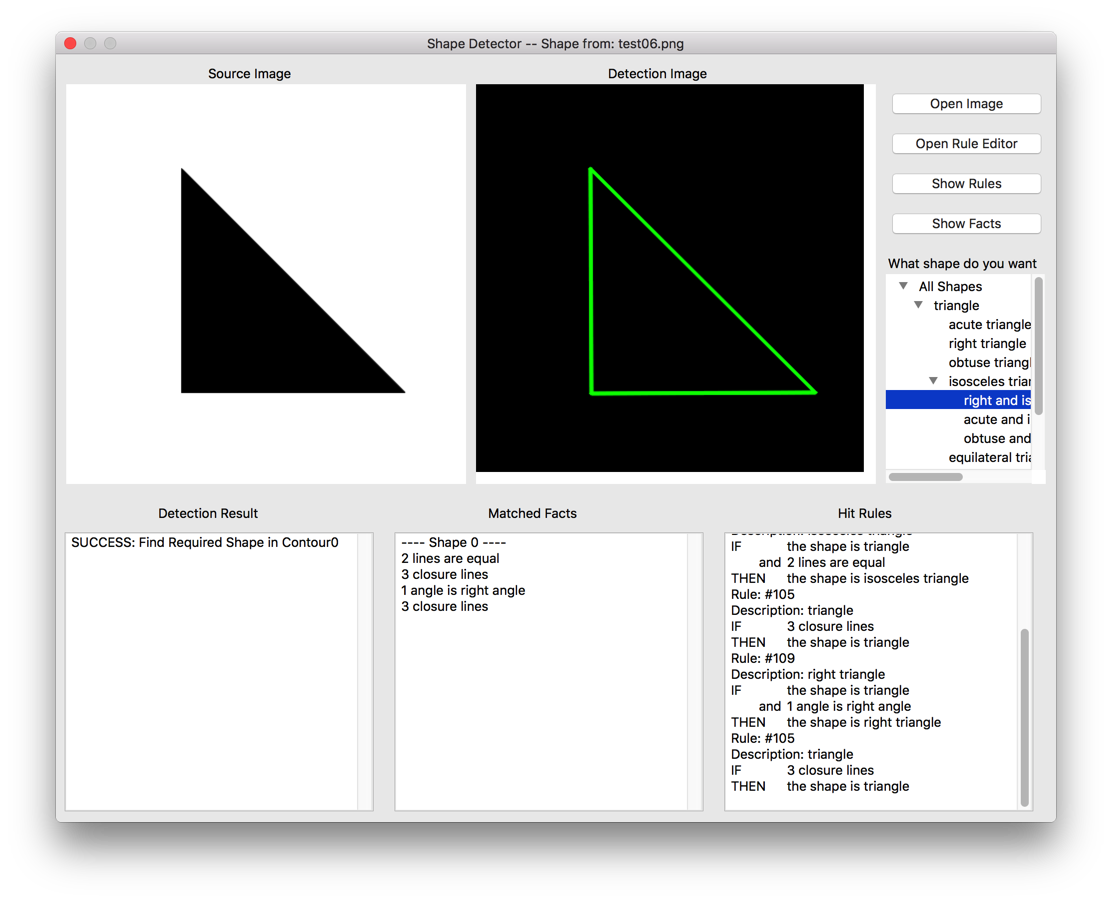 Shape Detector -- Shape from: test06.png
Source Image
Detection Image
Open Image
Open Rule Editor
Show Rules
Show Facts
What shape do you want
All Shapes
triangle
acute triangle
right triangle
obtuse triangl
isosceles trian
right and is
acute and i
obtuse and
equilateral tria
Detection Result
SUCCESS: Find Required Shape in Contour0
Matched Facts
---- Shape 0 ----
2 lines are equal
3 closure lines
1 angle is right angle
3 closure lines
Hit Rules
Description: isosceles triangle
IF the shape is triangle
and 2 lines are equal
THEN the shape is isosceles triangle
Rule: #105
Description: triangle
IF 3 closure lines
THEN the shape is triangle
Rule: #109
Description: right triangle
IF the shape is triangle
and 1 angle is right angle
THEN the shape is right triangle
Rule: #105
Description: triangle
IF 3 closure lines
THEN the shape is triangle